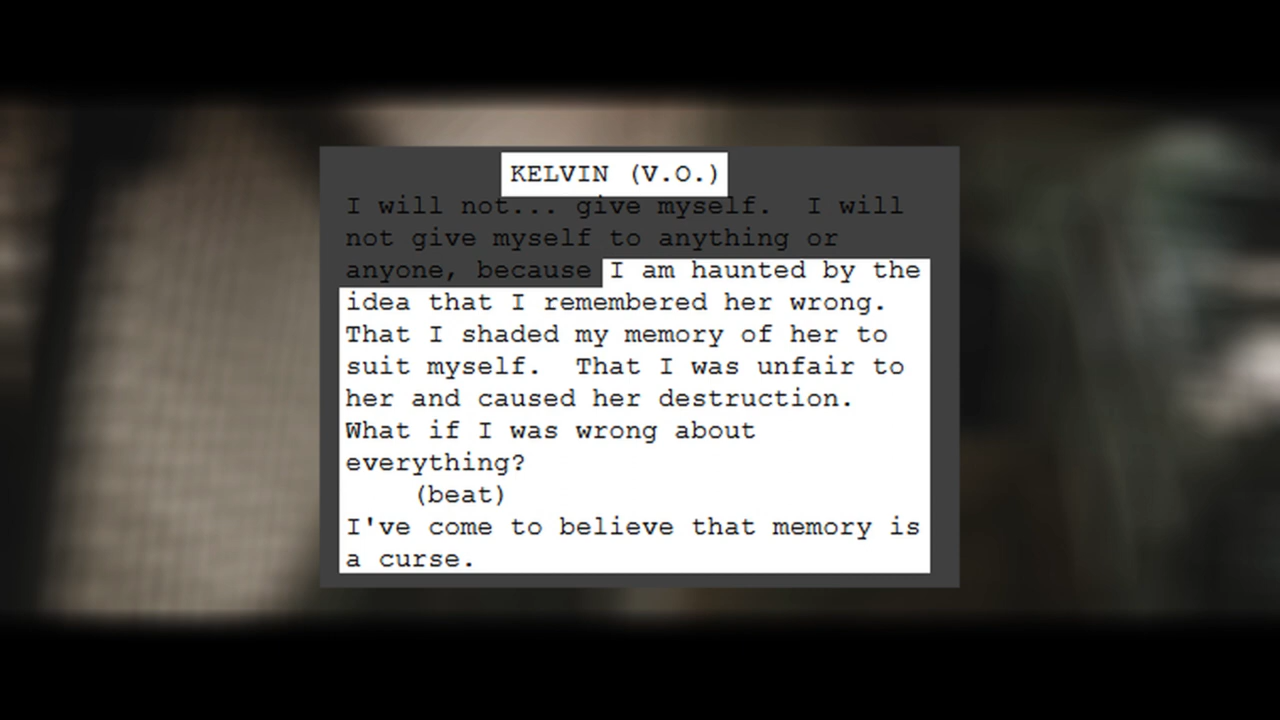 KELVIN (V.O.)
I will not... give myself.  I will
not give myself to anything or
anyone, because I am haunted by the
idea that I remembered her wrong.
That I shaded my memory of her to
suit myself.  That I was unfair to
her and caused her destruction.
What if I was wrong about
everything?
(beat)
I've come to believe that memory is
a curse.